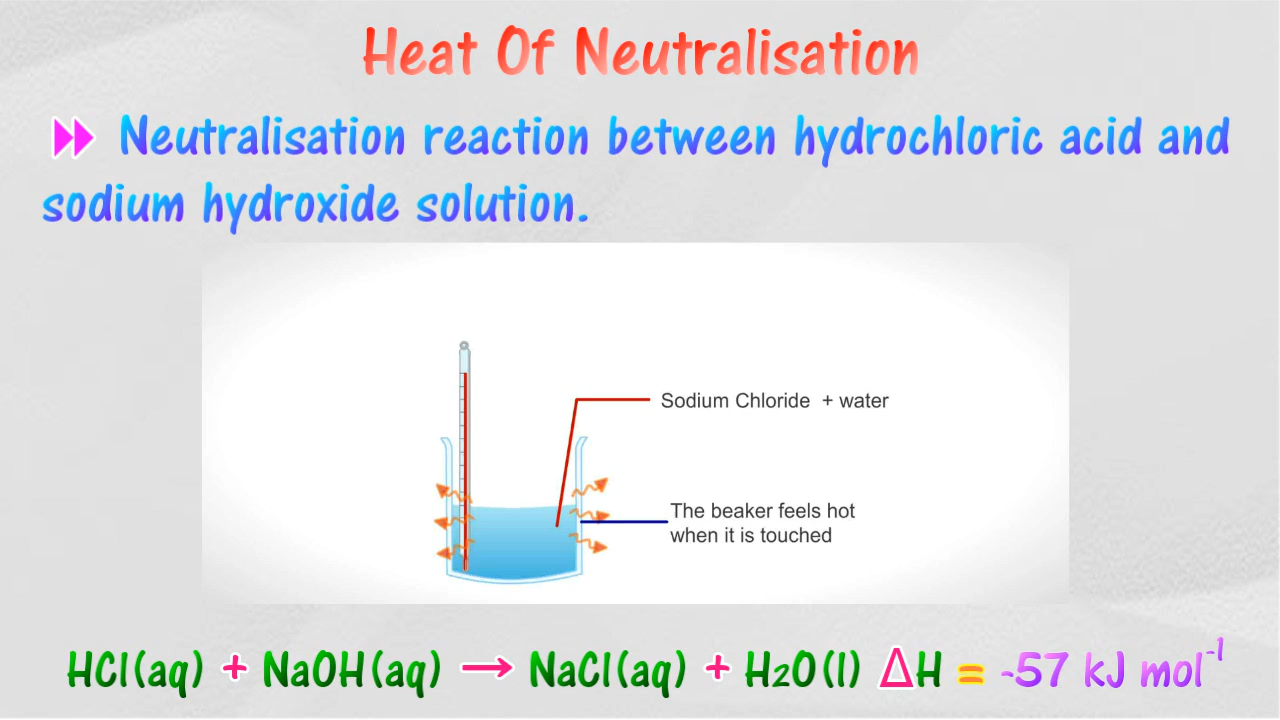 Heat Of Neutralisation
Neutralisation reaction between hydrochloric acid and
sodium hydroxide solution.
Sodium Chloride + water
The beaker feels hot
when it is touched
HCl(aq) + NaOH(aq) → NaCl(aq) + H₂O(l) ΔH = -57 kJ mol⁻¹